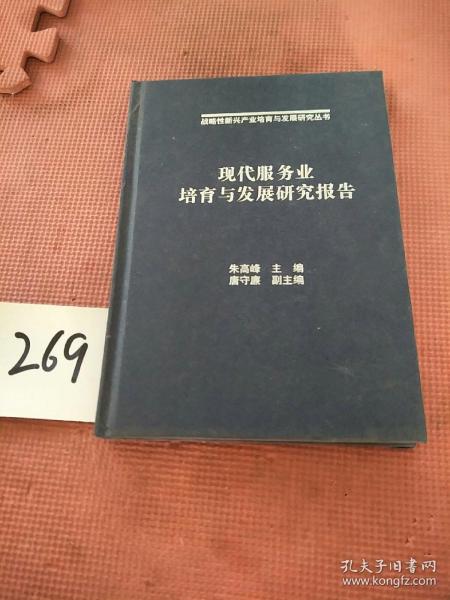 战略性新兴产业培育与发展研究丛书
现代服务业
培育与发展研究报告
朱高峰 主 编
唐守廉 副主编
269
孔夫子旧书网
www.kongfz.com